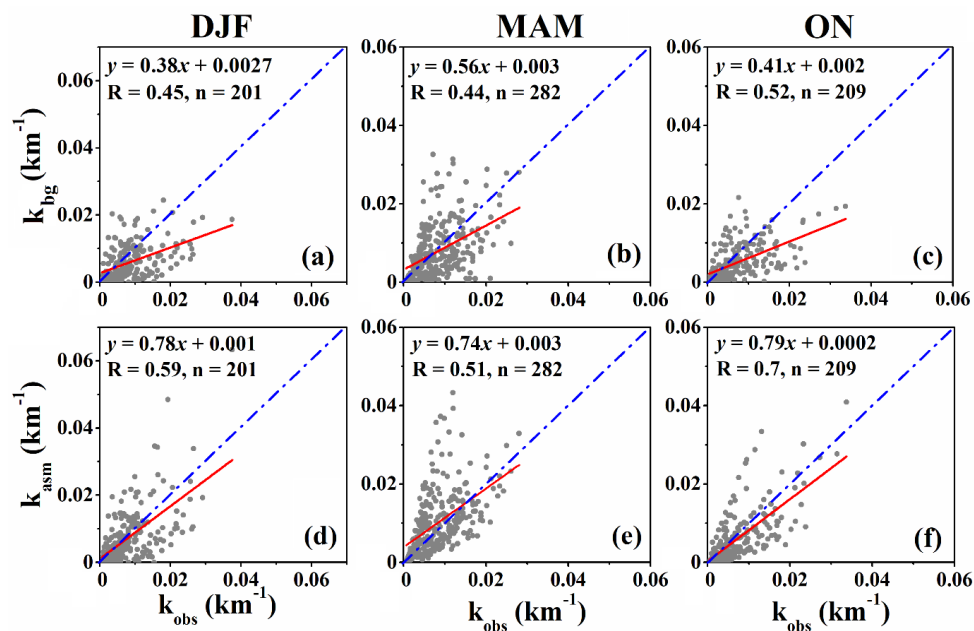 DJF MAM ON
k_bg (km^-1)
0.06
0.04
0.02
0
y = 0.38x + 0.0027
R = 0.45, n = 201
(a)
0 0.02 0.04 0.06
0.06
0.04
0.02
0
y = 0.56x + 0.003
R = 0.44, n = 282
(b)
0 0.02 0.04 0.06
0.06
0.04
0.02
0
y = 0.41x + 0.002
R = 0.52, n = 209
(c)
0 0.02 0.04 0.06
k_asm (km^-1)
0.06
0.04
0.02
0
y = 0.78x + 0.001
R = 0.59, n = 201
(d)
0 0.02 0.04 0.06
k_obs (km^-1)
0.06
0.04
0.02
0
y = 0.74x + 0.003
R = 0.51, n = 282
(e)
0 0.02 0.04 0.06
k_obs (km^-1)
0.06
0.04
0.02
0
y = 0.79x + 0.0002
R = 0.7, n = 209
(f)
0 0.02 0.04 0.06
k_obs (km^-1)